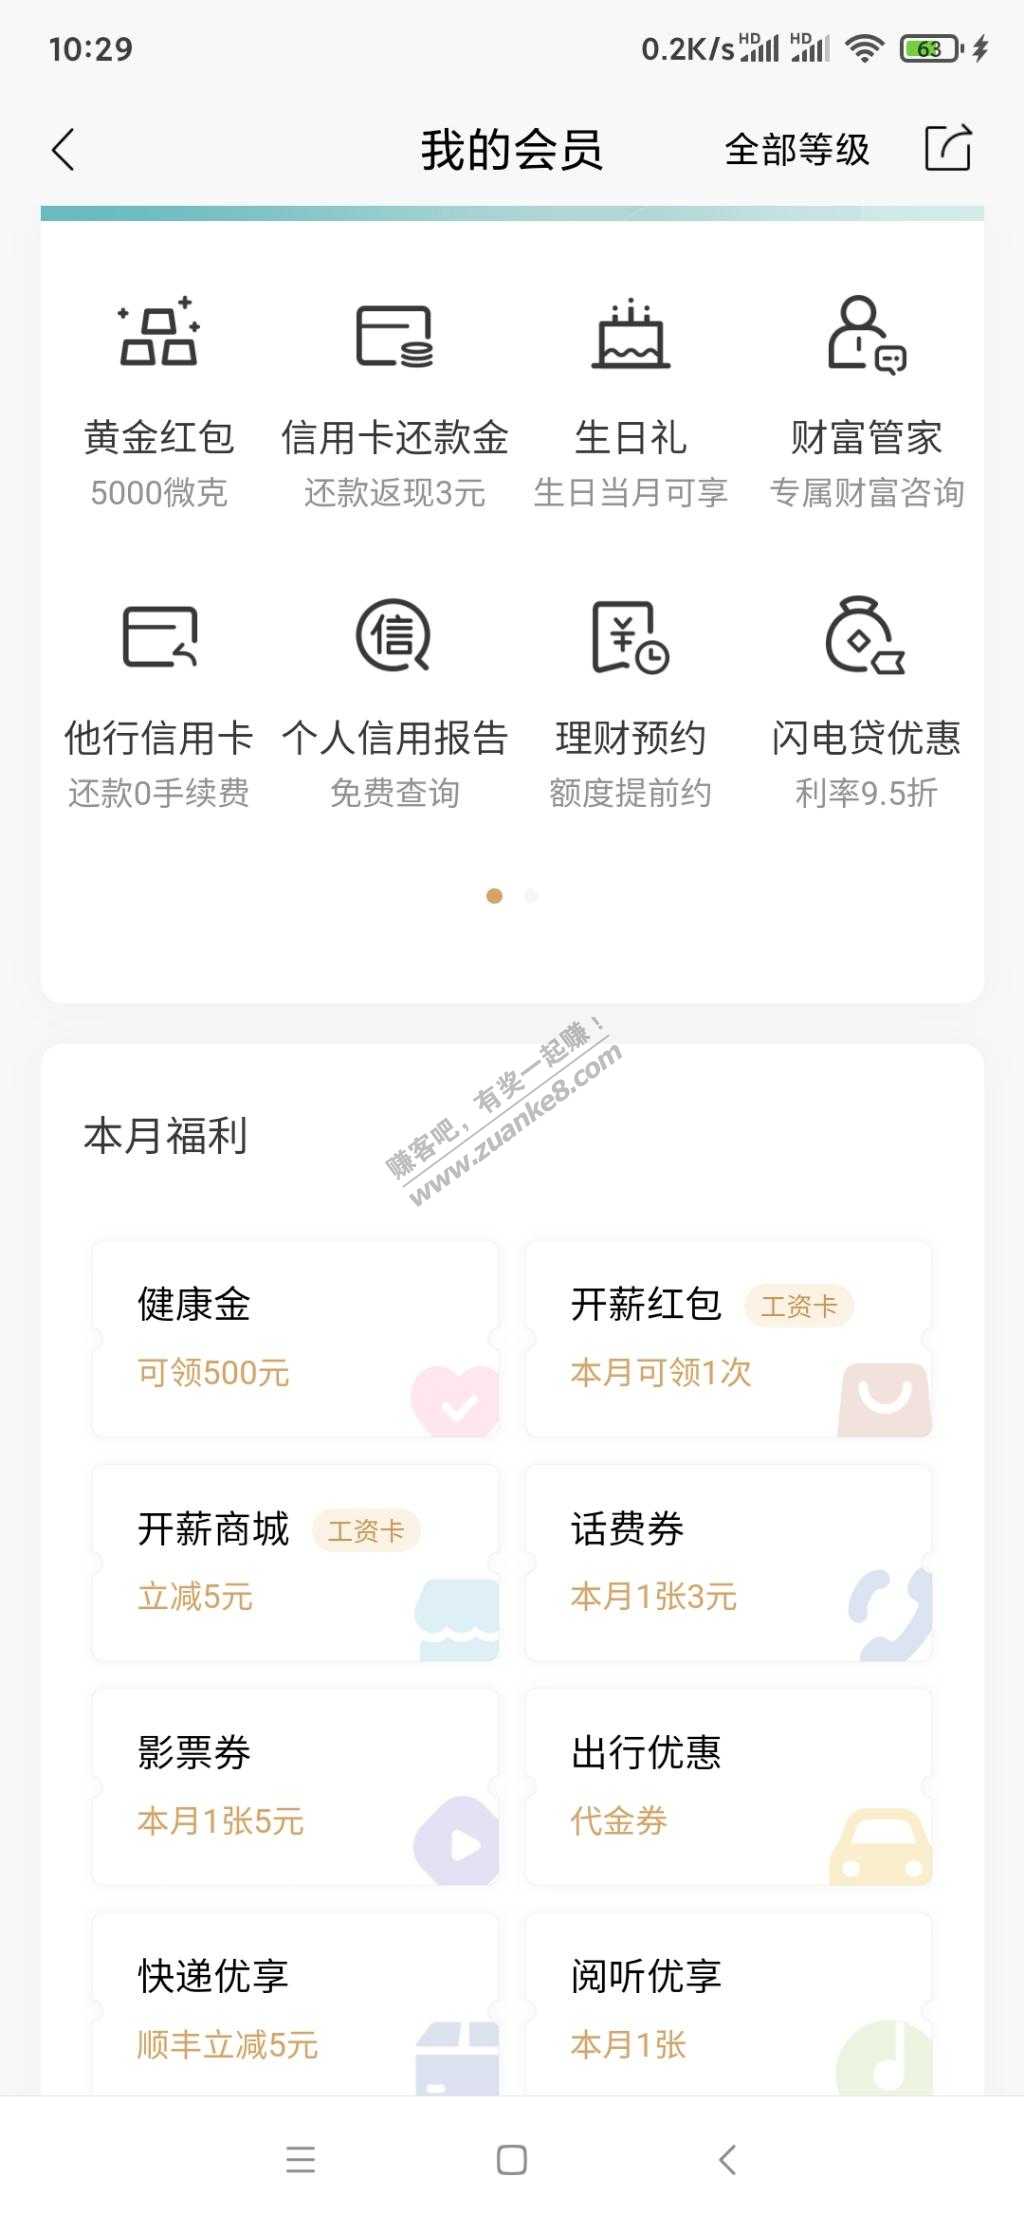 10:29
0.2K/s HD HD 63
我的会员
全部等级
黄金红包 信用卡还款金 生日礼 财富管家
5000微克 还款返现3元 生日当月可享 专属财富咨询
信 ¥
他行信用卡 个人信用报告 理财预约 闪电贷优惠
还款0手续费 免费查询 额度提前约 利率9.5折
赚客吧，有奖一起赚！
www.zuanke8.com
本月福利
健康金
可领500元
开薪红包 工资卡
本月可领1次
开薪商城 工资卡
立减5元
话费券
本月1张3元
影票券
本月1张5元
出行优惠
代金券
快递优享
顺丰立减5元
阅听优享
本月1张